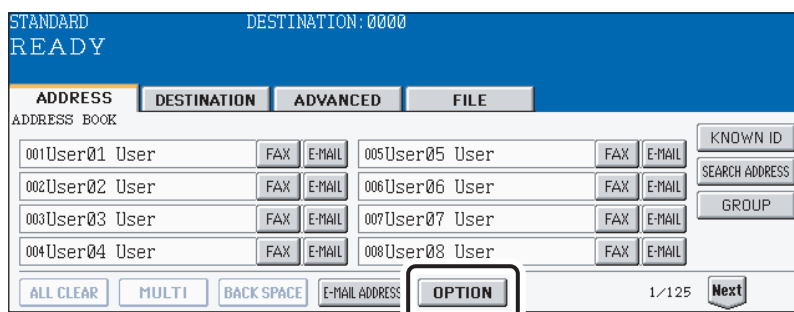 STANDARD DESTINATION:0000
READY
ADDRESS DESTINATION ADVANCED FILE
ADDRESS BOOK
KNOWN ID
001User01 User FAX E-MAIL 005User05 User FAX E-MAIL
SEARCH ADDRESS
002User02 User FAX E-MAIL 006User06 User FAX E-MAIL
GROUP
003User03 User FAX E-MAIL 007User07 User FAX E-MAIL
004User04 User FAX E-MAIL 008User08 User FAX E-MAIL
ALL CLEAR MULTI BACK SPACE E-MAIL ADDRESS OPTION 1/125 Next